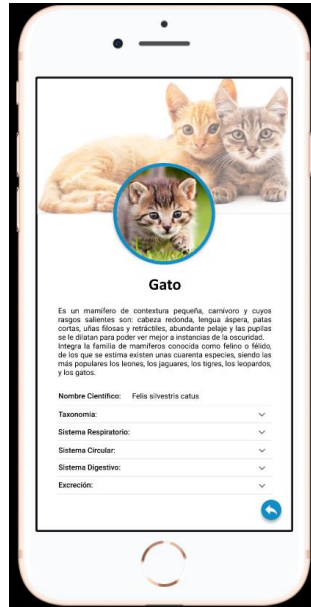 Gato
Es un mamífero de contextura pequeña, carnívoro y cuyos
rasgos salientes son: cabeza redonda, lengua áspera, patas
cortas, uñas filosas y retráctiles, abundante pelaje y las pupilas
se le dilatan para poder ver mejor a instancias de la oscuridad.
Integra la familia de mamíferos conocida como felino o félido,
de los que se estima existen unas cuarenta especies, siendo las
más populares los leones, los jaguares, los tigres, los leopardos,
y los gatos.
Nombre Científico: Felis silvestris catus
Taxonomía:
Sistema Respiratorio:
Sistema Circular:
Sistema Digestivo:
Excreción: